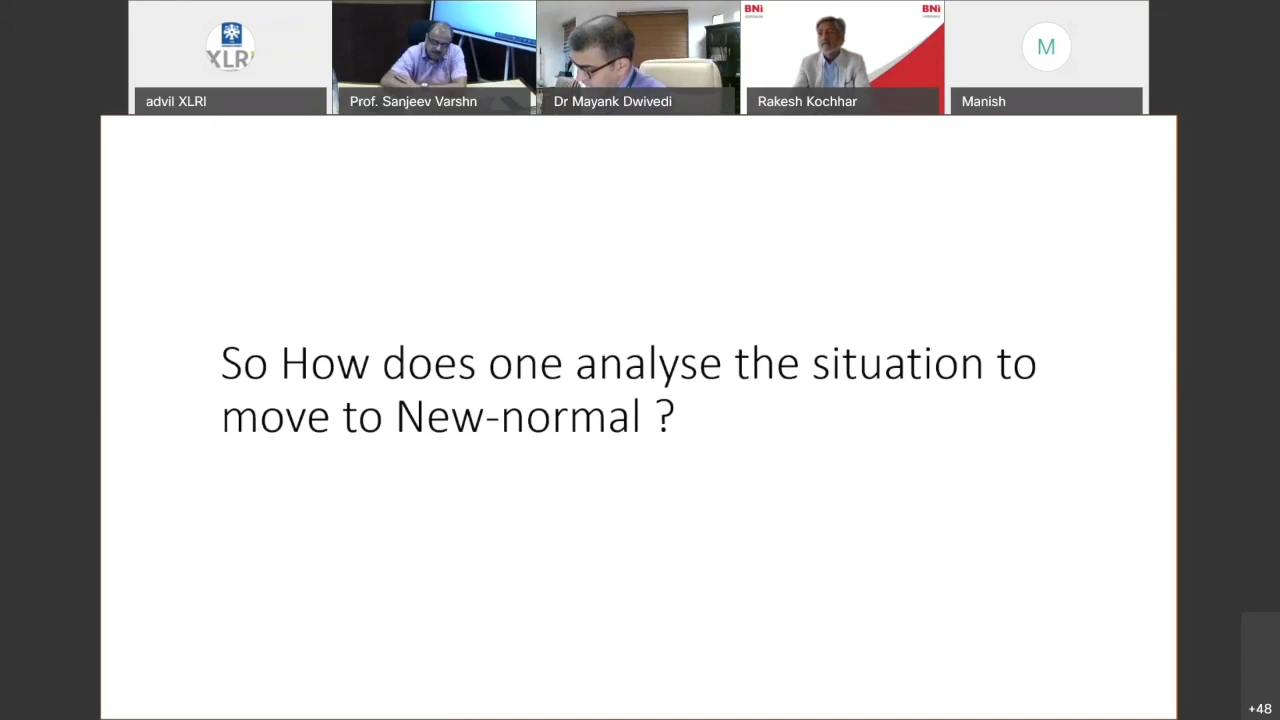 BNI
BNI
XLRI
M
advil XLRI
Prof. Sanjeev Varshn
Dr Mayank Dwivedi
Rakesh Kochhar
Manish
So How does one analyse the situation to
move to New-normal ?
+48